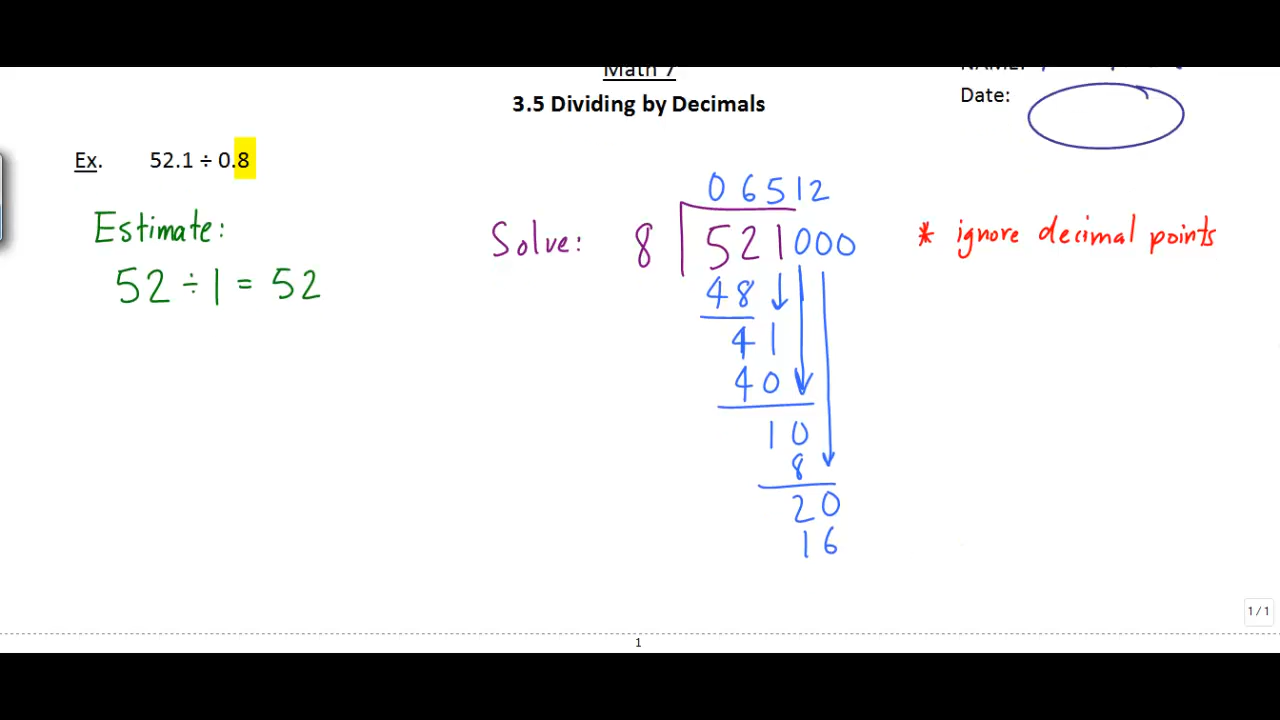 Math 7
NAME:
3.5 Dividing by Decimals
Date:
Ex. 52.1 ÷ 0.8
Estimate:
52 ÷ 1 = 52
06512
Solve: 8 521000
* ignore decimal points
48
41
40
10
8
20
16
1/1
1